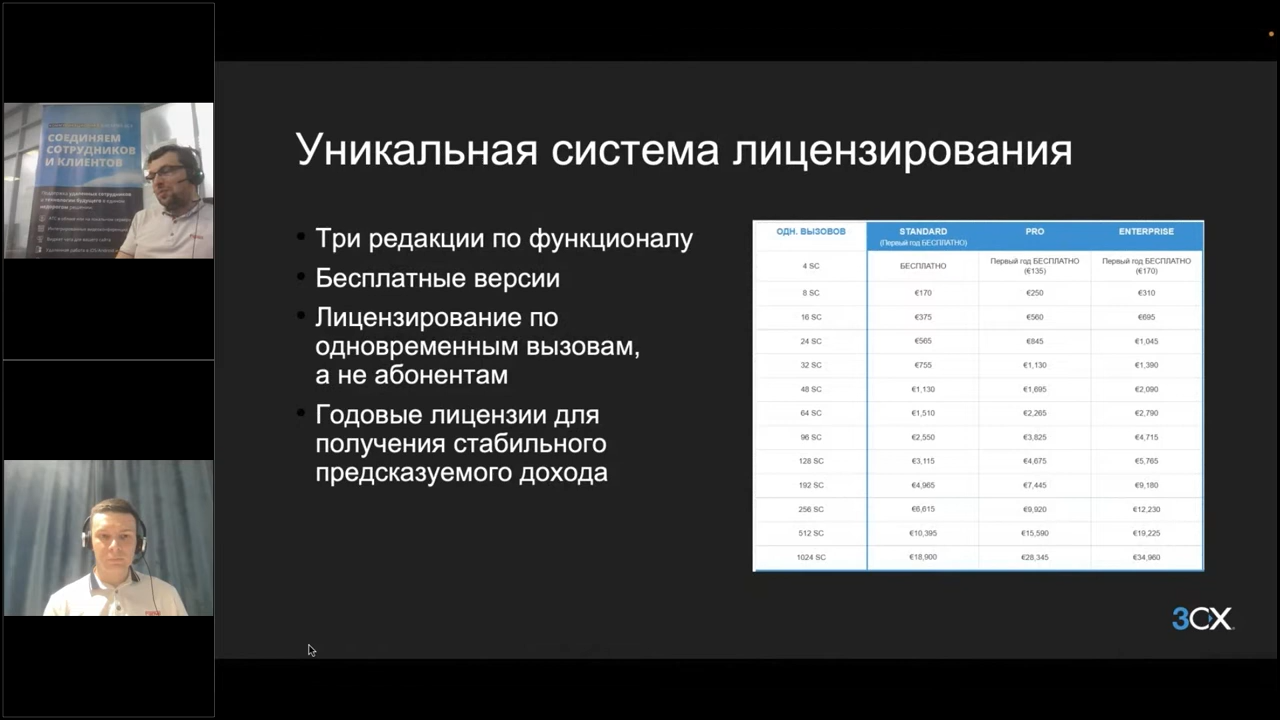 СОЕДИНЯЕМ
СОТРУДНИКОВ
И КЛИЕНТОВ
Уникальная система лицензирования
Три редакции по функционалу
Бесплатные версии
Лицензирование по
одновременным вызовам,
а не абонентам
Годовые лицензии для
получения стабильного
предсказуемого дохода
ОДН. ВЫЗОВОВ STANDARD PRO ENTERPRISE
(Первый год БЕСПЛАТНО)
4 SC БЕСПЛАТНО Первый год БЕСПЛАТНО (€135) Первый год БЕСПЛАТНО (€170)
8 SC €170 €250 €310
16 SC €375 €560 €695
24 SC €565 €845 €1,045
32 SC €755 €1,130 €1,390
48 SC €1,130 €1,695 €2,090
64 SC €1,510 €2,265 €2,790
96 SC €2,550 €3,825 €4,715
128 SC €3,115 €4,675 €5,765
192 SC €4,965 €7,445 €9,180
256 SC €6,615 €9,920 €12,230
512 SC €10,395 €15,590 €19,225
1024 SC €18,900 €28,345 €34,960
3CX